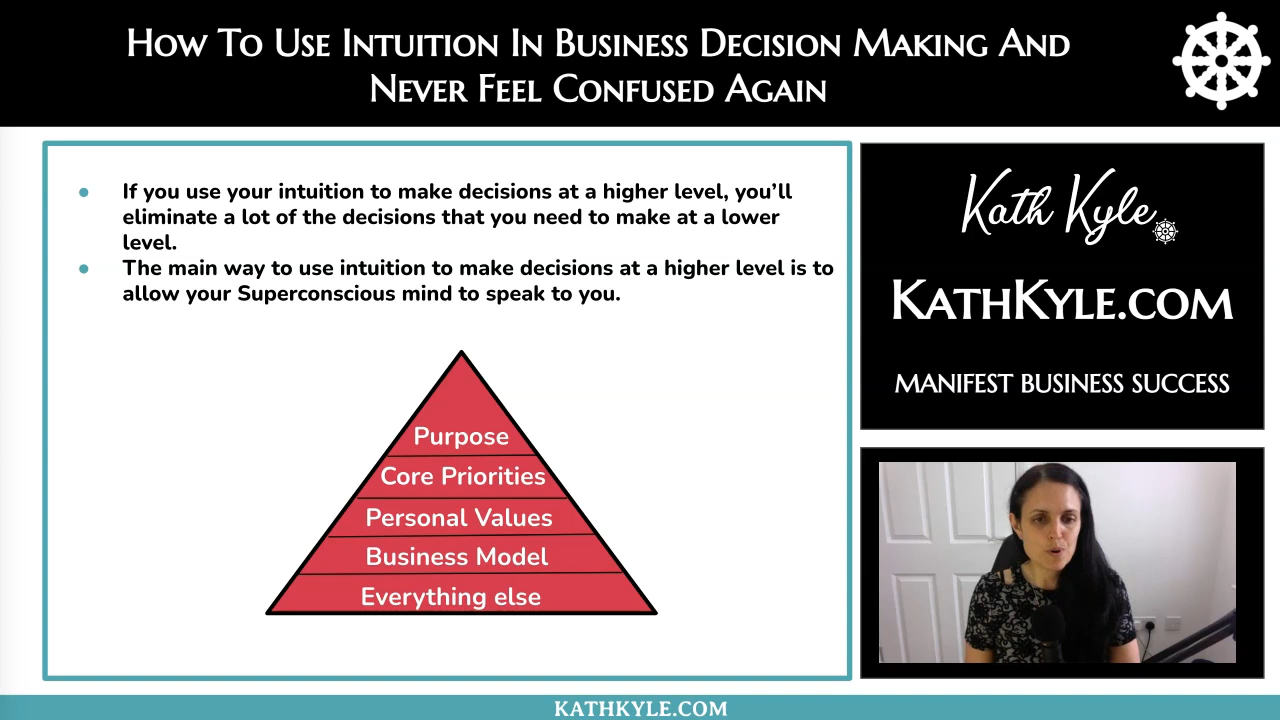 How To Use Intuition In Business Decision Making And
Never Feel Confused Again
● If you use your intuition to make decisions at a higher level, you’ll
eliminate a lot of the decisions that you need to make at a lower
level.
● The main way to use intuition to make decisions at a higher level is to
allow your Superconscious mind to speak to you.
Purpose
Core Priorities
Personal Values
Business Model
Everything else
Kath Kyle
KathKyle.com
manifest business success
KATHKYLE.COM